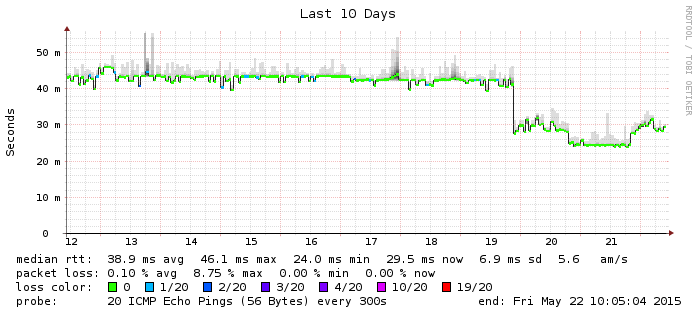 Last 10 Days
RRDTOOL / TOBI OETIKER
Seconds
50 m
40 m
30 m
20 m
10 m
0
12 13 14 15 16 17 18 19 20 21
median rtt: 38.9 ms avg 46.1 ms max 24.0 ms min 29.5 ms now 6.9 ms sd 5.6 am/s
packet loss: 0.10 % avg 8.75 % max 0.00 % min 0.00 % now
loss color: 0 1/20 2/20 3/20 4/20 10/20 19/20
probe: 20 ICMP Echo Pings (56 Bytes) every 300s end: Fri May 22 10:05:04 2015